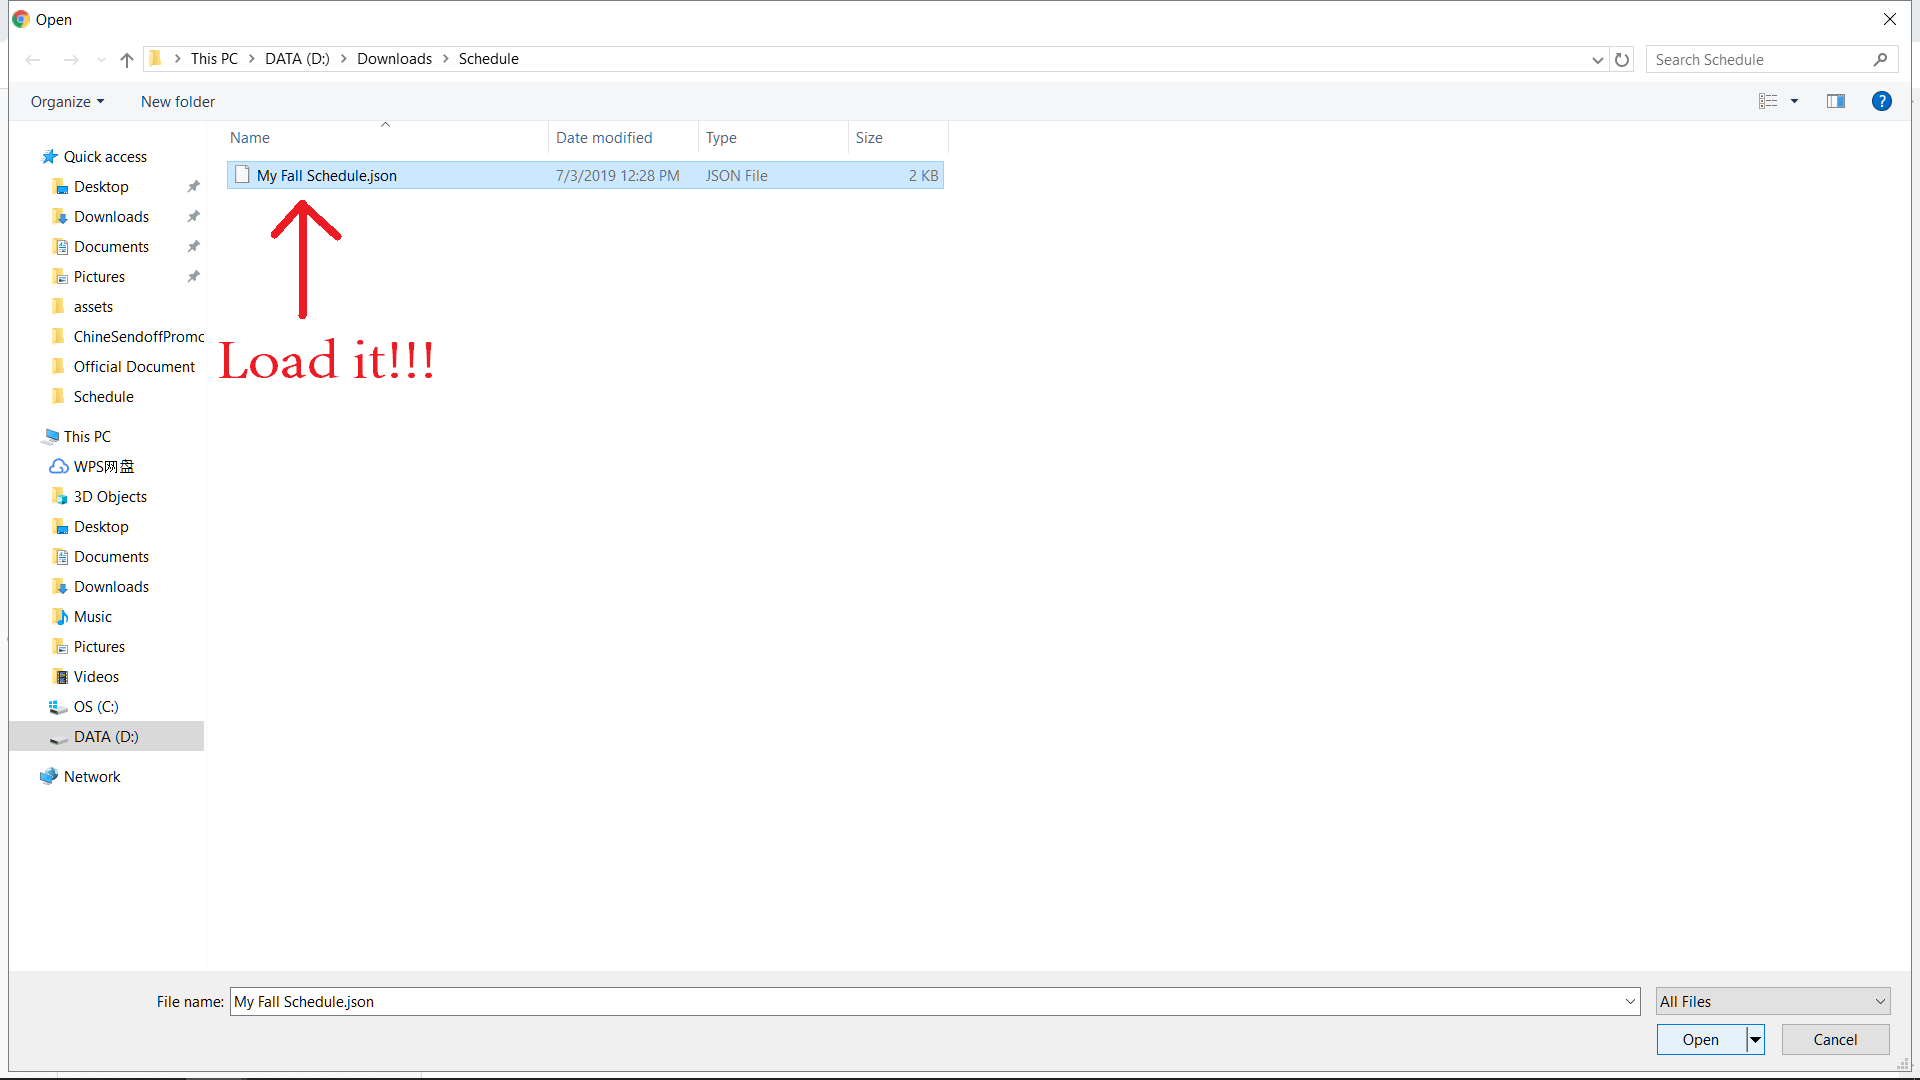 Open
This PC > DATA (D:) > Downloads > Schedule
Search Schedule
Organize
New folder
?
Name
Date modified
Type
Size
My Fall Schedule.json
7/3/2019 12:28 PM
JSON File
2 KB
Load it!!!
Quick access
Desktop
Downloads
Documents
Pictures
assets
ChineSendoffPromo
Official Document
Schedule
This PC
WPS网盘
3D Objects
Desktop
Documents
Downloads
Music
Pictures
Videos
OS (C:)
DATA (D:)
Network
File name:
My Fall Schedule.json
All Files
Open
Cancel